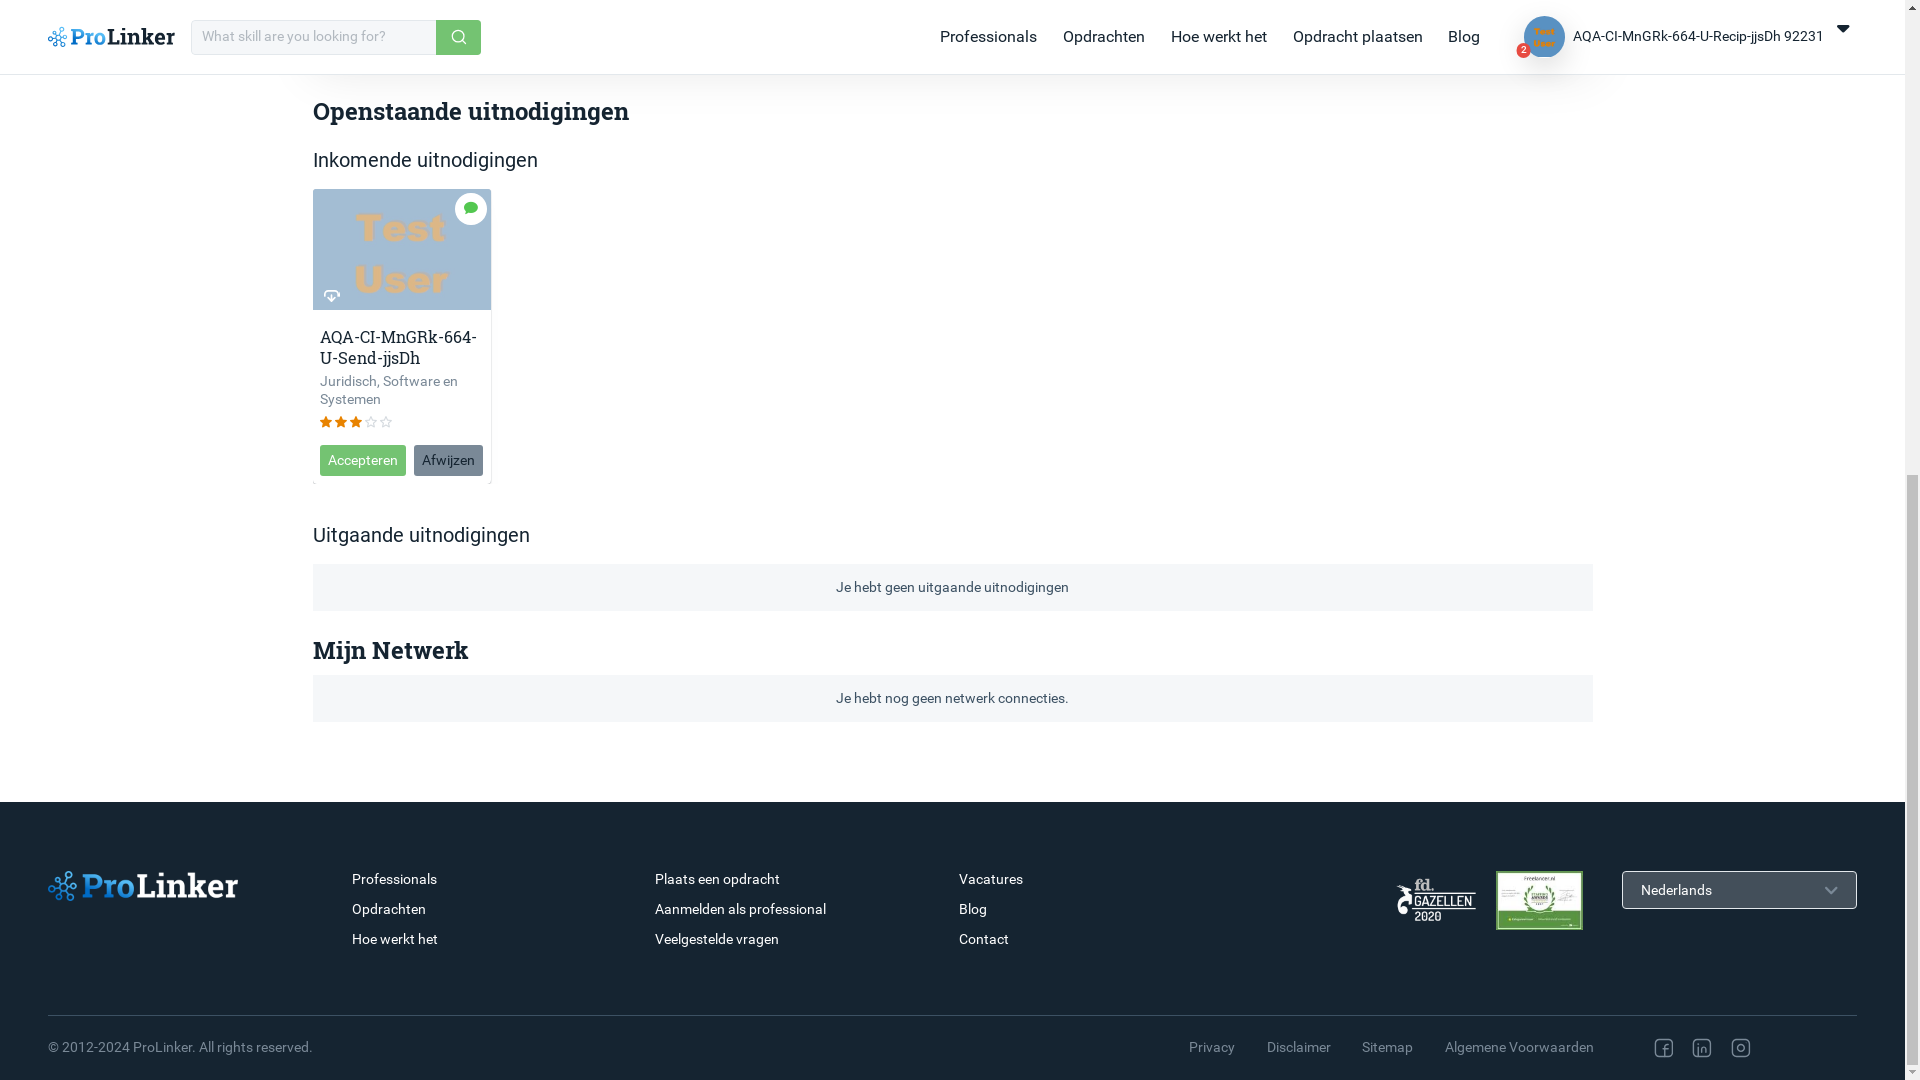 ProLinker
What skill are you looking for?
Professionals
Opdrachten
Hoe werkt het
Opdracht plaatsen
Blog
Test
User
2
AQA-CI-MnGRk-664-U-Recip-jjsDh 92231
Openstaande uitnodigingen
Inkomende uitnodigingen
Test
User
AQA-CI-MnGRk-664-
U-Send-jjsDh
Juridisch, Software en
Systemen
Accepteren
Afwijzen
Uitgaande uitnodigingen
Je hebt geen uitgaande uitnodigingen
Mijn Netwerk
Je hebt nog geen netwerk connecties.
ProLinker
Professionals
Opdrachten
Hoe werkt het
Plaats een opdracht
Aanmelden als professional
Veelgestelde vragen
Vacatures
Blog
Contact
fd.
GAZELLEN
2020
Freelancer.nl
Nederlands
© 2012-2024 ProLinker. All rights reserved.
Privacy
Disclaimer
Sitemap
Algemene Voorwaarden